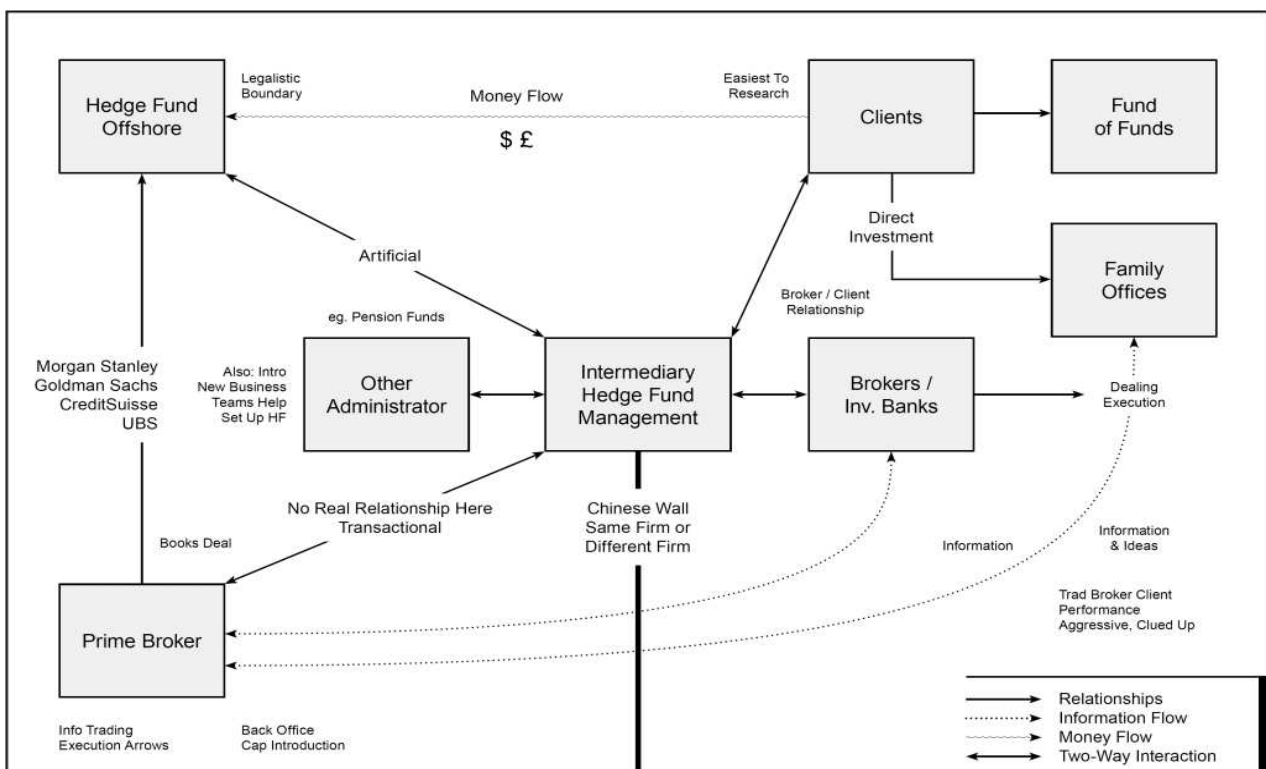 Hedge Fund
Offshore
Legalistic
Boundary
Money Flow
$ £
Easiest To
Research
Clients
Fund
of Funds
Direct
Investment
Family
Offices
Artificial
Broker / Client
Relationship
eg. Pension Funds
Morgan Stanley
Goldman Sachs
CreditSuisse
UBS
Also: Intro
New Business
Teams Help
Set Up HF
Other
Administrator
Intermediary
Hedge Fund
Management
Brokers /
Inv. Banks
Dealing
Execution
No Real Relationship Here
Transactional
Chinese Wall
Same Firm or
Different Firm
Books Deal
Information
Information
& Ideas
Prime Broker
Trad Broker Client
Performance
Aggressive, Clued Up
Info Trading
Execution Arrows
Back Office
Cap Introduction
Relationships
Information Flow
Money Flow
Two-Way Interaction